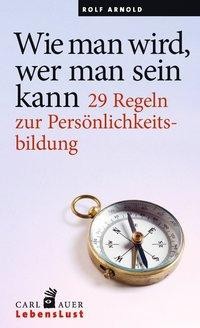 ROLF ARNOLD
Wie man wird,
wer man sein
kann 29 Regeln
zur Persönlichkeits-
bildung
CARL AUER
LebensLust